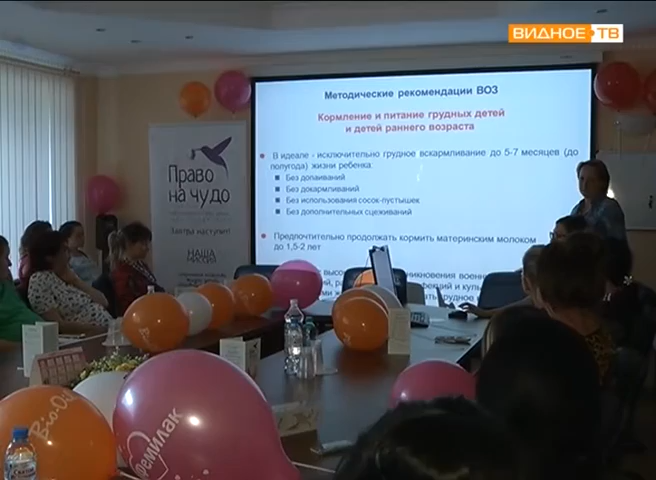 ВИДНОЕ ТВ
Методические рекомендации ВОЗ
Кормление и питание грудных детей
и детей раннего возраста
В идеале - исключительно грудное вскармливание до 5-7 месяцев (до
полугода) жизни ребенка:
Без допаиваний
Без докармливаний
Без использования сосок-пустышек
Без дополнительных сцеживаний
Предпочтительно продолжать кормить материнским молоком
до 1,5-2 лет
Право
на чудо
Завтра наступит!
НАША
Bio-Oil